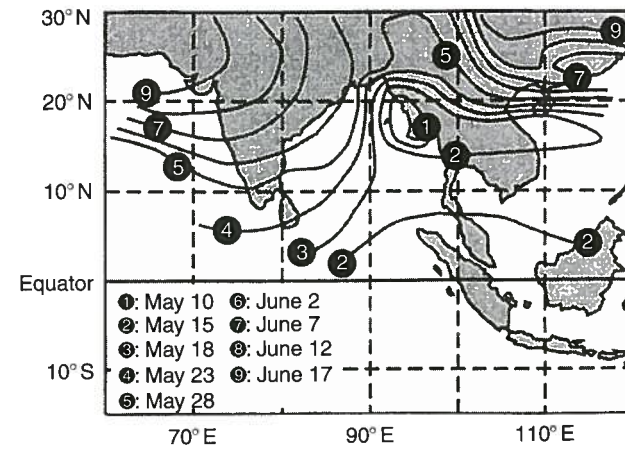 30°N
9
5
9
7
20°N
7
1
2
5
10°N
4
3
2
2
Equator
❶: May 10 ❻: June 2
❷: May 15 ❼: June 7
❸: May 18 ❽: June 12
❹: May 23 ❾: June 17
❺: May 28
10°S
70°E 90°E 110°E